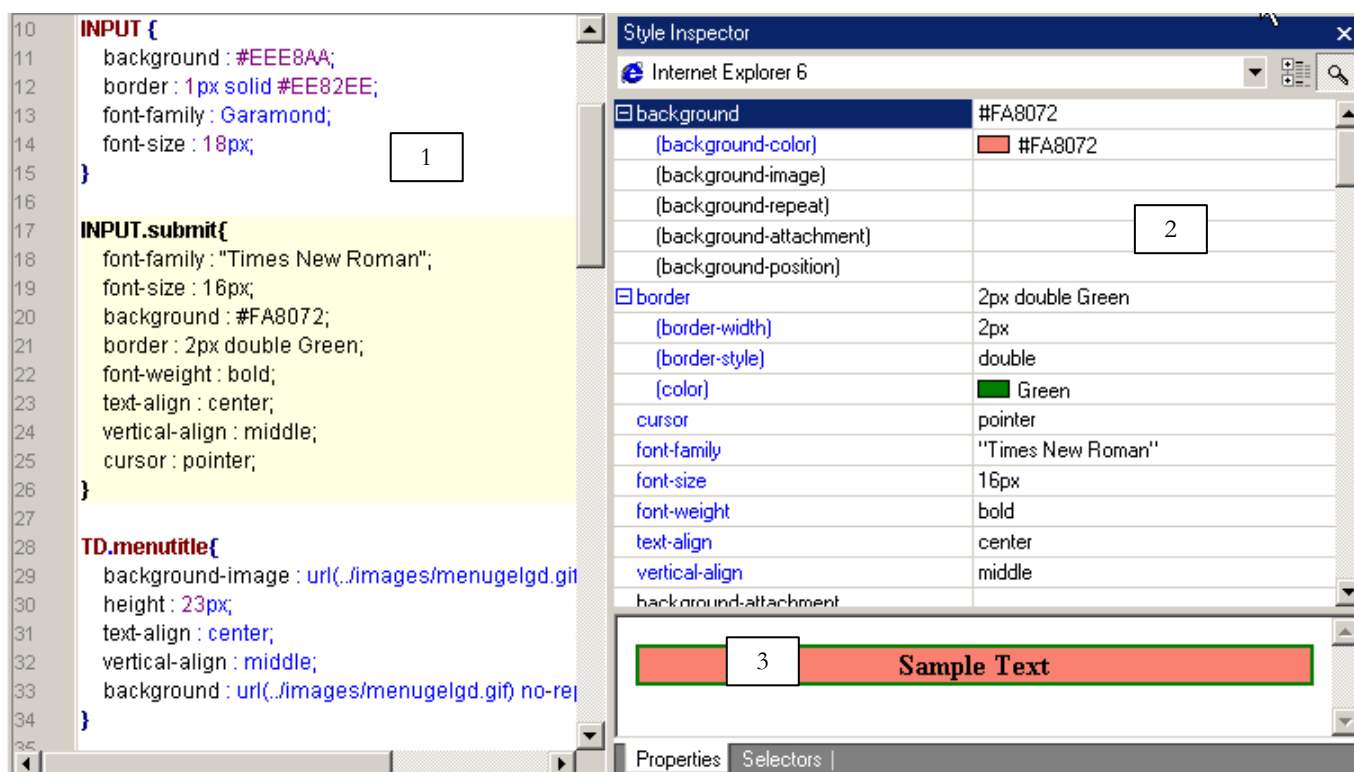 10 INPUT {
11 background : #EEE8AA;
12 border : 1px solid #EE82EE;
13 font-family : Garamond;
14 font-size : 18px;
15 }
16
17 INPUT.submit{
18 font-family : "Times New Roman";
19 font-size : 16px;
20 background : #FA8072;
21 border : 2px double Green;
22 font-weight : bold;
23 text-align : center;
24 vertical-align : middle;
25 cursor : pointer;
26 }
27
28 TD.menutitle{
29 background-image : url(../images/menugelgd.gif
30 height : 23px;
31 text-align : center;
32 vertical-align : middle;
33 background : url(../images/menugelgd.gif) no-rep
34 }
35
1
Style Inspector
Internet Explorer 6
background #FA8072
(background-color) #FA8072
(background-image)
(background-repeat)
(background-attachment)
(background-position)
2
border 2px double Green
(border-width) 2px
(border-style) double
(color) Green
cursor pointer
font-family "Times New Roman"
font-size 16px
font-weight bold
text-align center
vertical-align middle
background-attachment
3
Sample Text
Properties Selectors